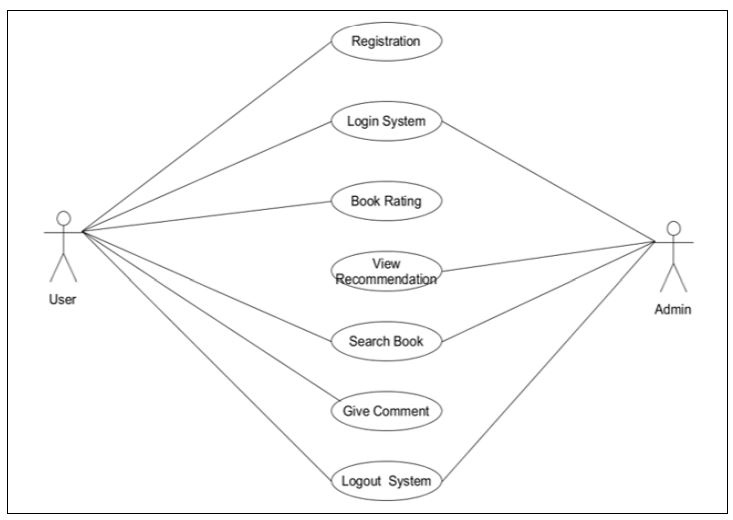 Registration
Login System
Book Rating
View
Recommendation
User
Admin
Search Book
Give Comment
Logout System